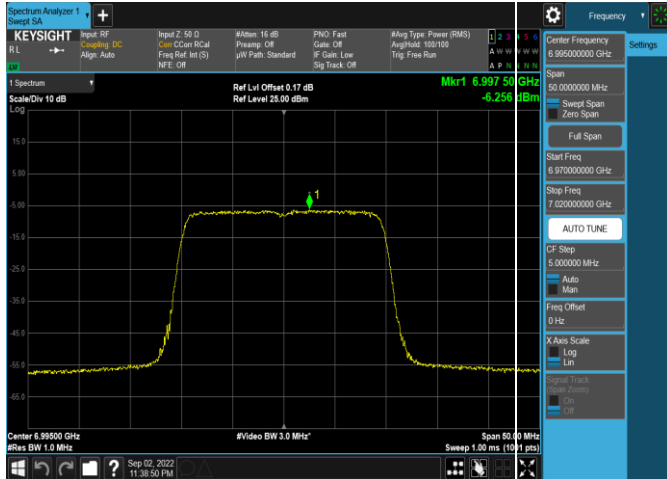 Spectrum Analyzer 1
Swept SA
+
Frequency
KEYSIGHT
RL
Input: RF
Coupling: DC
Align: Auto
Input Z: 50 Ω
Corr CCorr RCal
Freq Ref: Int (S)
NFE: Off
#Atten: 16 dB
Preamp: Off
µW Path: Standard
PNO: Fast
Gate: Off
IF Gain: Low
Sig Track: Off
#Avg Type: Power (RMS)
Avg|Hold: 100/100
Trig: Free Run
1 2 3 4 5 6
A W W W W W
A P N N N N
1 Spectrum
Scale/Div 10 dB
Log
Ref Lvl Offset 0.17 dB
Ref Level 25.00 dBm
Mkr1 6.997 50 GHz
-6.256 dBm
15.0
5.00
1
-5.00
-15.0
-25.0
-35.0
-45.0
-55.0
-65.0
Center 6.99500 GHz
#Res BW 1.0 MHz
#Video BW 3.0 MHz*
Span 50.00 MHz
Sweep 1.00 ms (1001 pts)
?
Sep 02, 2022
11:38:50 PM
Settings
Center Frequency
6.995000000 GHz
Span
50.0000000 MHz
Swept Span
Zero Span
Full Span
Start Freq
6.970000000 GHz
Stop Freq
7.020000000 GHz
AUTO TUNE
CF Step
5.000000 MHz
Auto
Man
Freq Offset
0 Hz
X Axis Scale
Log
Lin
Signal Track
(Span Zoom)
On
Off